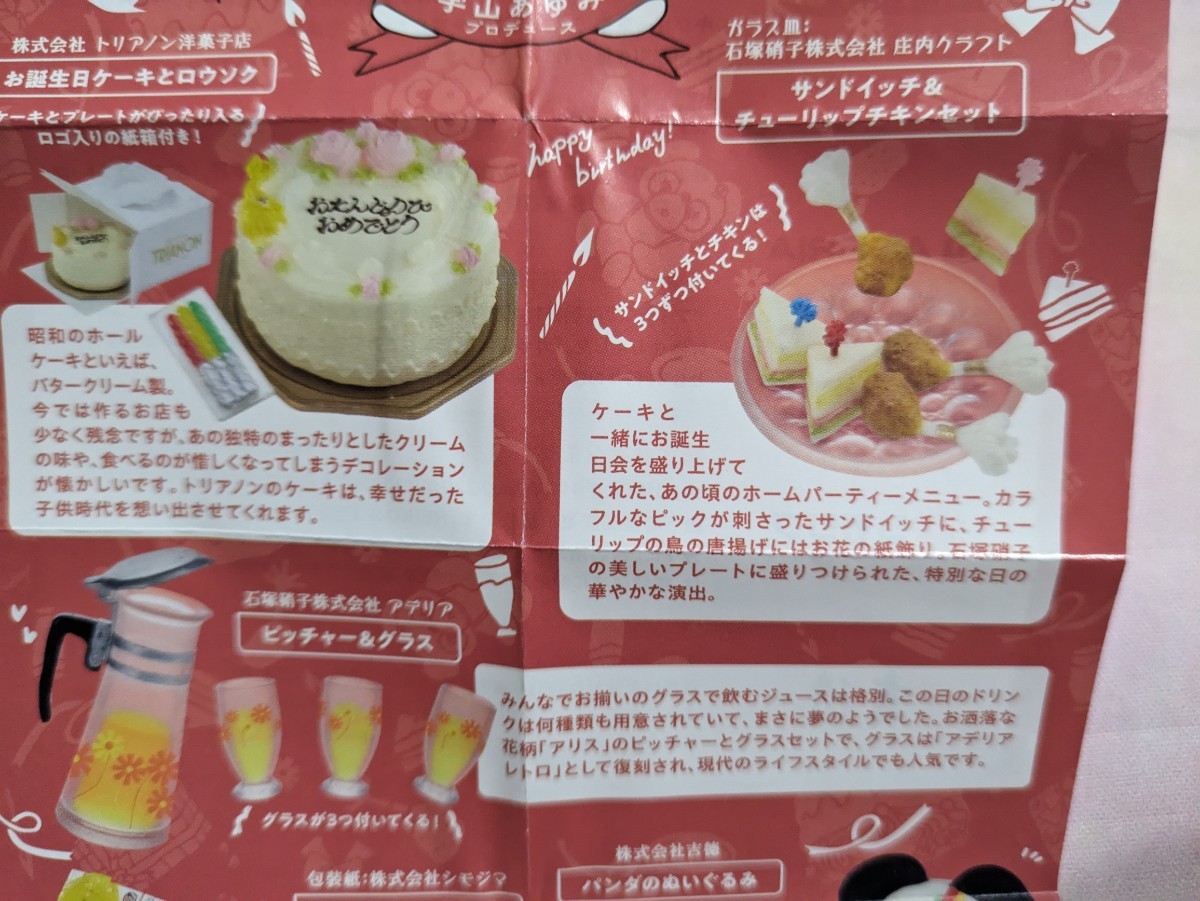 プロデュース
株式会社 トリアノン洋菓子店
お誕生日ケーキとロウソク
ケーキとプレートがぴったり入る
ロゴ入りの紙箱付き！
TRIANON
おたんじょうび
おめでとう
昭和のホール
ケーキといえば、
バタークリーム製。
今では作るお店も
少なく残念ですが、あの独特のまったりとしたクリーム
の味や、食べるのが惜しくなってしまうデコレーション
が懐かしいです。トリアノンのケーキは、幸せだった
子供時代を想い出させてくれます。
ガラス皿：
石塚硝子株式会社 庄内クラフト
サンドイッチ&
チューリップチキンセット
happy
birthday!
サンドイッチとチキンは
3つずつ付いてくる！
ケーキと
一緒にお誕生
日会を盛り上げて
くれた、あの頃のホームパーティーメニュー。カラ
フルなピックが刺さったサンドイッチに、チュー
リップの鳥の唐揚げにはお花の紙飾り。石塚硝子
の美しいプレートに盛りつけられた、特別な日の
華やかな演出。
石塚硝子株式会社 アデリア
ピッチャー&グラス
グラスが3つ付いてくる！
みんなでお揃いのグラスで飲むジュースは格別。この日のドリン
クは何種類も用意されていて、まさに夢のようでした。お洒落な
花柄「アリス」のピッチャーとグラスセットで、グラスは「アデリア
レトロ」として復刻され、現代のライフスタイルでも人気です。
包装紙：株式会社シモジマ
株式会社吉徳
パンダのぬいぐるみ